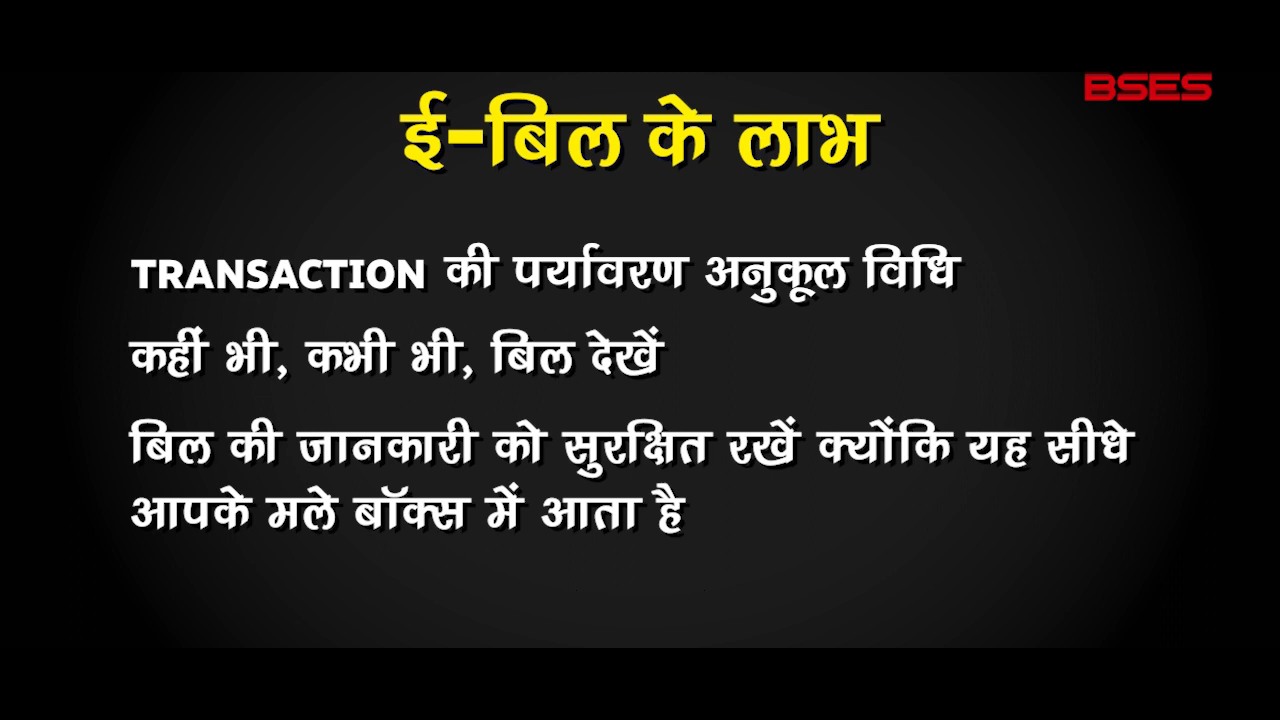 BSES
ई-बिल के लाभ
TRANSACTION की पर्यावरण अनुकूल विधि
कहीं भी, कभी भी, बिल देखें
बिल की जानकारी को सुरक्षित रखें क्योंकि यह सीधे
आपके मले बॉक्स में आता है